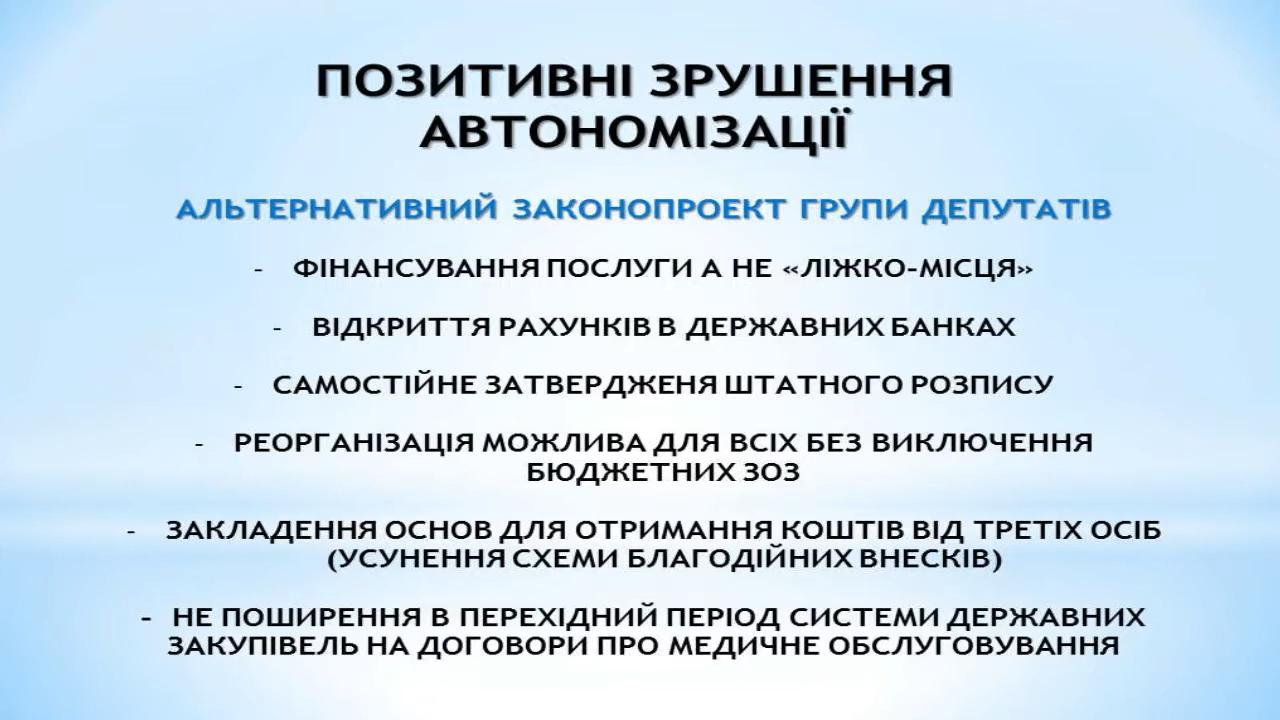 ПОЗИТИВНІ ЗРУШЕННЯ
АВТОНОМІЗАЦІЇ
АЛЬТЕРНАТИВНИЙ ЗАКОНОПРОЕКТ ГРУПИ ДЕПУТАТІВ
- ФІНАНСУВАННЯ ПОСЛУГИ А НЕ «ЛІЖКО-МІСЦЯ»
- ВІДКРИТТЯ РАХУНКІВ В ДЕРЖАВНИХ БАНКАХ
- САМОСТІЙНЕ ЗАТВЕРДЖЕНЯ ШТАТНОГО РОЗПИСУ
- РЕОРГАНІЗАЦІЯ МОЖЛИВА ДЛЯ ВСІХ БЕЗ ВИКЛЮЧЕННЯ
БЮДЖЕТНИХ ЗОЗ
- ЗАКЛАДЕННЯ ОСНОВ ДЛЯ ОТРИМАННЯ КОШТІВ ВІД ТРЕТІХ ОСІБ
(УСУНЕННЯ СХЕМИ БЛАГОДІЙНИХ ВНЕСКІВ)
- НЕ ПОШИРЕННЯ В ПЕРЕХІДНИЙ ПЕРІОД СИСТЕМИ ДЕРЖАВНИХ
ЗАКУПІВЕЛЬ НА ДОГОВОРИ ПРО МЕДИЧНЕ ОБСЛУГОВУВАННЯ